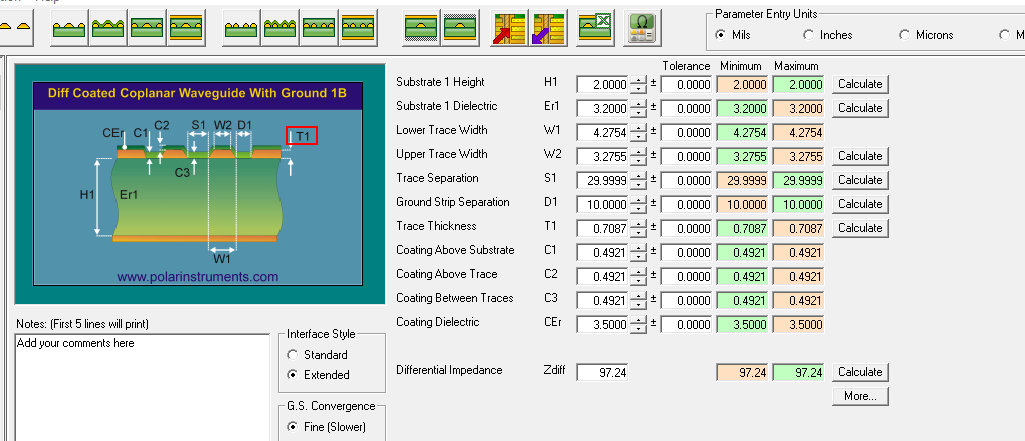 Parameter Entry Units
Mils Inches Microns
Diff Coated Coplanar Waveguide With Ground 1B
CEr C1 C2 S1 W2 D1 T1
C3
H1 Er1
W1
www.polarinstruments.com
Tolerance Minimum Maximum
Substrate 1 Height H1 2.0000 ± 0.0000 2.0000 2.0000 Calculate
Substrate 1 Dielectric Er1 3.2000 ± 0.0000 3.2000 3.2000 Calculate
Lower Trace Width W1 4.2754 ± 0.0000 4.2754 4.2754
Upper Trace Width W2 3.2755 ± 0.0000 3.2755 3.2755 Calculate
Trace Separation S1 29.9999 ± 0.0000 29.9999 29.9999 Calculate
Ground Strip Separation D1 10.0000 ± 0.0000 10.0000 10.0000 Calculate
Trace Thickness T1 0.7087 ± 0.0000 0.7087 0.7087 Calculate
Coating Above Substrate C1 0.4921 ± 0.0000 0.4921 0.4921
Coating Above Trace C2 0.4921 ± 0.0000 0.4921 0.4921
Coating Between Traces C3 0.4921 ± 0.0000 0.4921 0.4921
Coating Dielectric CEr 3.5000 ± 0.0000 3.5000 3.5000
Differential Impedance Zdiff 97.24 97.24 97.24 Calculate
More...
Notes: (First 5 lines will print)
Add your comments here
Interface Style
Standard
Extended
G.S. Convergence
Fine (Slower)